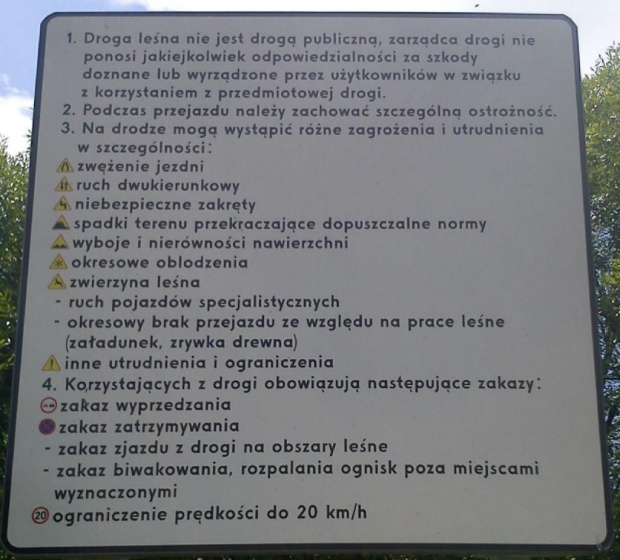 1. Droga leśna nie jest drogą publiczną, zarządca drogi nie
ponosi jakiejkolwiek odpowiedzialności za szkody
doznane lub wyrządzone przez użytkowników w związku
z korzystaniem z przedmiotowej drogi.
2. Podczas przejazdu należy zachować szczególną ostrożność.
3. Na drodze mogą wystąpić różne zagrożenia i utrudnienia
w szczególności:
zwężenie jezdni
ruch dwukierunkowy
niebezpieczne zakręty
spadki terenu przekraczające dopuszczalne normy
wyboje i nierówności nawierzchni
okresowe oblodzenia
zwierzyna leśna
- ruch pojazdów specjalistycznych
- okresowy brak przejazdu ze względu na prace leśne
(załadunek, zrywka drewna)
inne utrudnienia i ograniczenia
4. Korzystających z drogi obowiązują następujące zakazy:
zakaz wyprzedzania
zakaz zatrzymywania
- zakaz zjazdu z drogi na obszary leśne
- zakaz biwakowania, rozpalania ognisk poza miejscami
wyznaczonymi
20 ograniczenie prędkości do 20 km/h